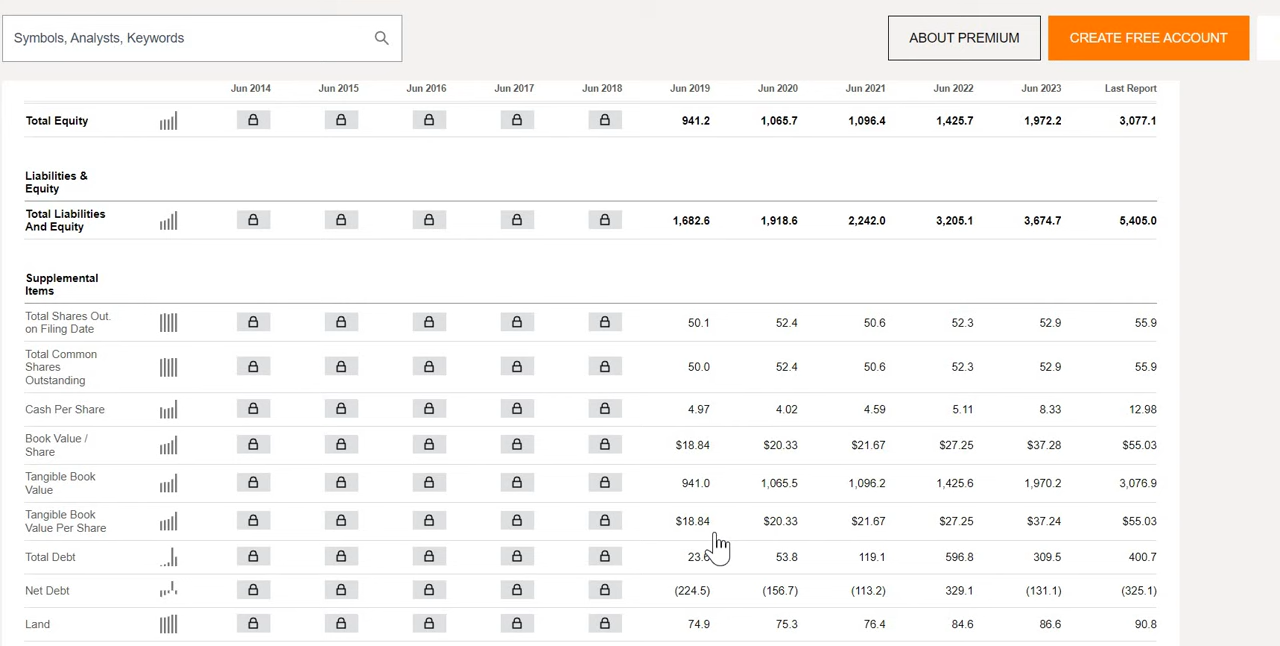 Symbols, Analysts, Keywords
ABOUT PREMIUM
CREATE FREE ACCOUNT
Jun 2014 Jun 2015 Jun 2016 Jun 2017 Jun 2018 Jun 2019 Jun 2020 Jun 2021 Jun 2022 Jun 2023 Last Report
Total Equity 941.2 1,065.7 1,096.4 1,425.7 1,972.2 3,077.1
Liabilities &
Equity
Total Liabilities
And Equity 1,682.6 1,918.6 2,242.0 3,205.1 3,674.7 5,405.0
Supplemental
Items
Total Shares Out.
on Filing Date 50.1 52.4 50.6 52.3 52.9 55.9
Total Common
Shares
Outstanding 50.0 52.4 50.6 52.3 52.9 55.9
Cash Per Share 4.97 4.02 4.59 5.11 8.33 12.98
Book Value /
Share $18.84 $20.33 $21.67 $27.25 $37.28 $55.03
Tangible Book
Value 941.0 1,065.5 1,096.2 1,425.6 1,970.2 3,076.9
Tangible Book
Value Per Share $18.84 $20.33 $21.67 $27.25 $37.24 $55.03
Total Debt 53.8 119.1 596.8 309.5 400.7
Net Debt (224.5) (156.7) (113.2) 329.1 (131.1) (325.1)
Land 74.9 75.3 76.4 84.6 86.6 90.8